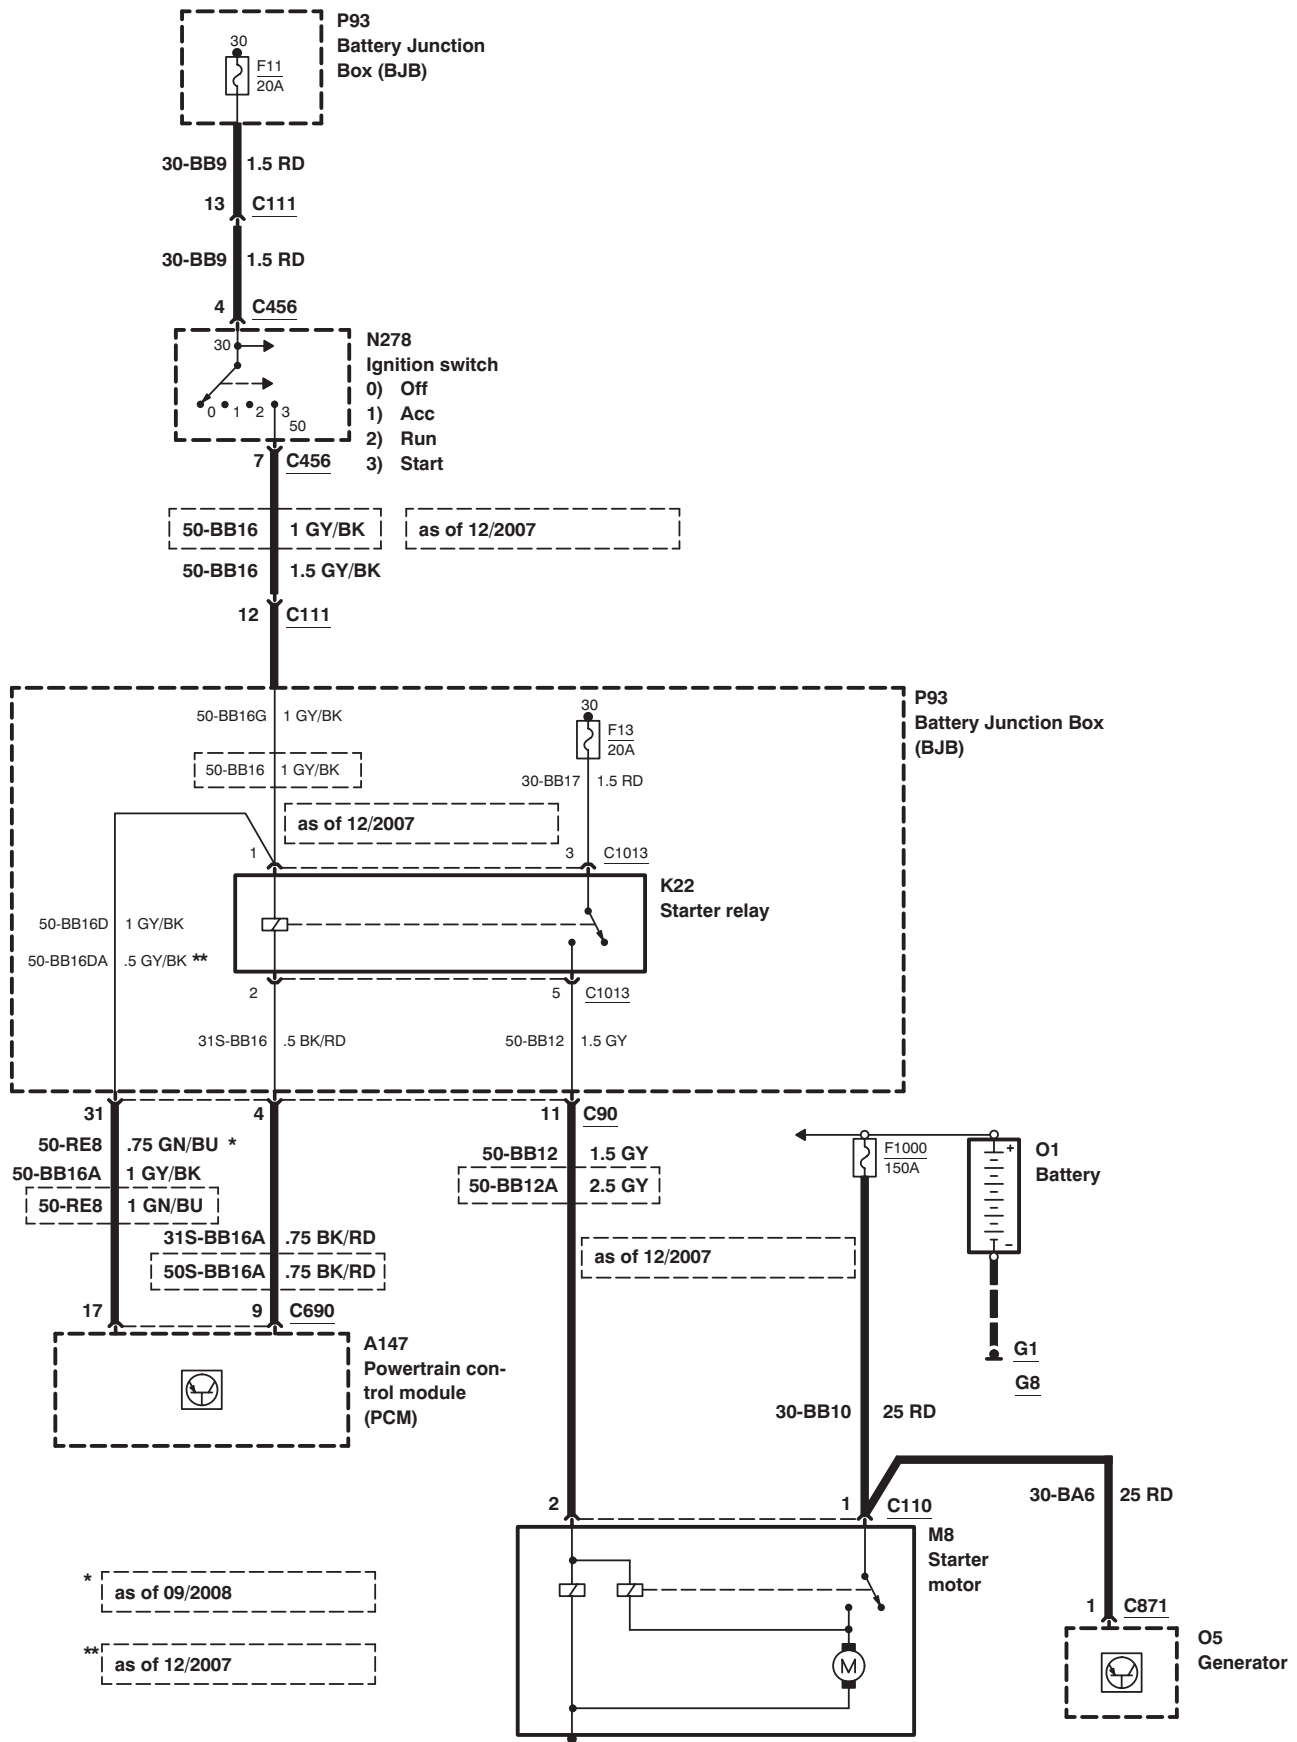 P93
Battery Junction
Box (BJB)
30
F11
20A
30-BB9 1.5 RD
13 C111
30-BB9 1.5 RD
4 C456
N278
Ignition switch
0) Off
1) Acc
2) Run
3) Start
30
0 1 2 3
50
7 C456
50-BB16 1 GY/BK as of 12/2007
50-BB16 1.5 GY/BK
12 C111
P93
Battery Junction Box
(BJB)
50-BB16G 1 GY/BK
30
F13
20A
50-BB16 1 GY/BK
30-BB17 1.5 RD
as of 12/2007
1 3 C1013
K22
Starter relay
50-BB16D 1 GY/BK
50-BB16DA .5 GY/BK **
2 5 C1013
31S-BB16 .5 BK/RD 50-BB12 1.5 GY
31 4 11 C90
50-RE8 .75 GN/BU *
50-BB16A 1 GY/BK
50-RE8 1 GN/BU
50-BB12 1.5 GY
50-BB12A 2.5 GY
F1000
150A
+
−
O1
Battery
31S-BB16A .75 BK/RD
50S-BB16A .75 BK/RD
as of 12/2007
17 9 C690
A147
Powertrain con-
trol module
(PCM)
G1
G8
30-BB10 25 RD
30-BA6 25 RD
2 1 C110
M8
Starter
motor
M
* as of 09/2008
** as of 12/2007
1 C871
O5
Generator